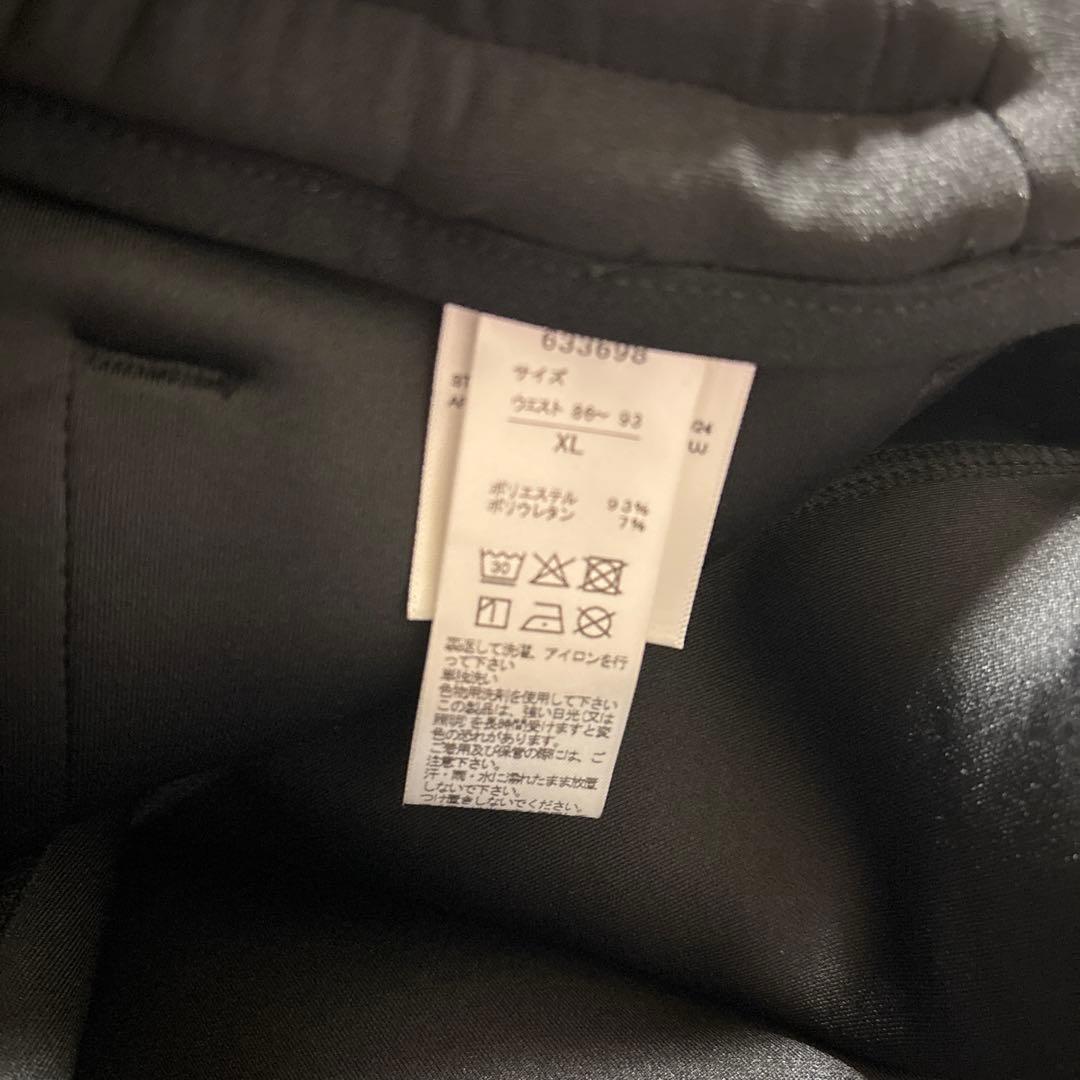 633698
サイズ
ウエスト 86～ 93
XL
ポリエステル 93%
ポリウレタン 7%
30
裏返して洗濯、アイロンを行
って下さい
単独洗い
色物用洗剤を使用して下さい
この製品は、強い日光(又は
照明)を長時間受けますと変
色の恐れがあります。
ご着用及び保管の際には、ご
注意下さい。
汗・雨・水に濡れたまま放置
しないで下さい。
つけ置きしないでください。
ST
AF
/24
W